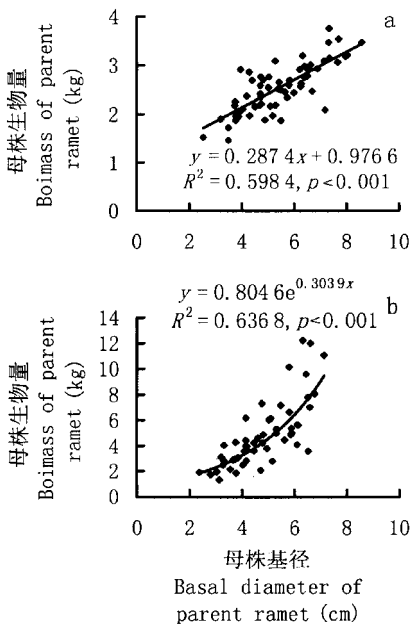 a
4
3
2
1
0
0 2 4 6 8 10
母株生物量
Boimass of parent
ramet (kg)
y = 0.287 4x + 0.976 6
R² = 0.598 4, p<0.001
b
y = 0.804 6e^0.303 9x
R² = 0.636 8, p<0.001
14
12
10
8
6
4
2
0
0 2 4 6 8 10
母株生物量
Boimass of parent
ramet (kg)
母株基径
Basal diameter of
parent ramet (cm)